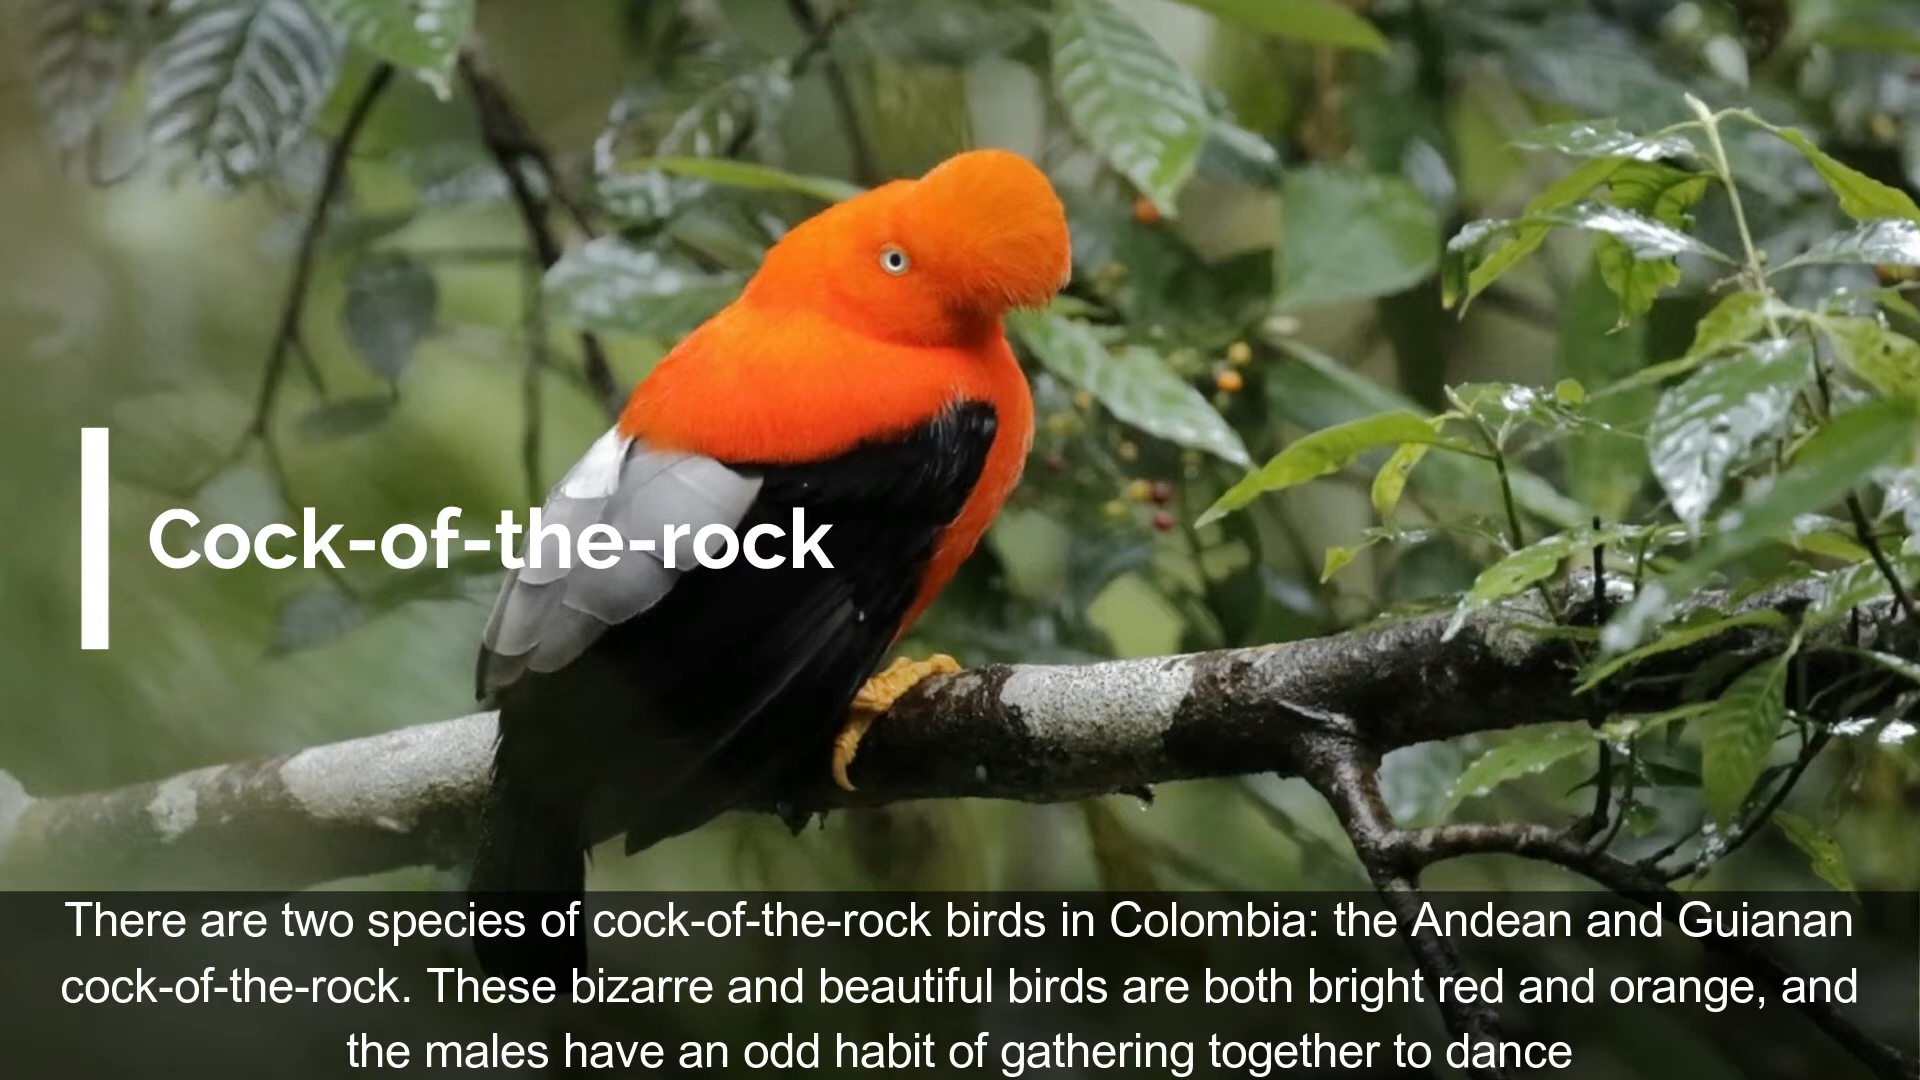 Cock-of-the-rock
There are two species of cock-of-the-rock birds in Colombia: the Andean and Guianan
cock-of-the-rock. These bizarre and beautiful birds are both bright red and orange, and
the males have an odd habit of gathering together to dance